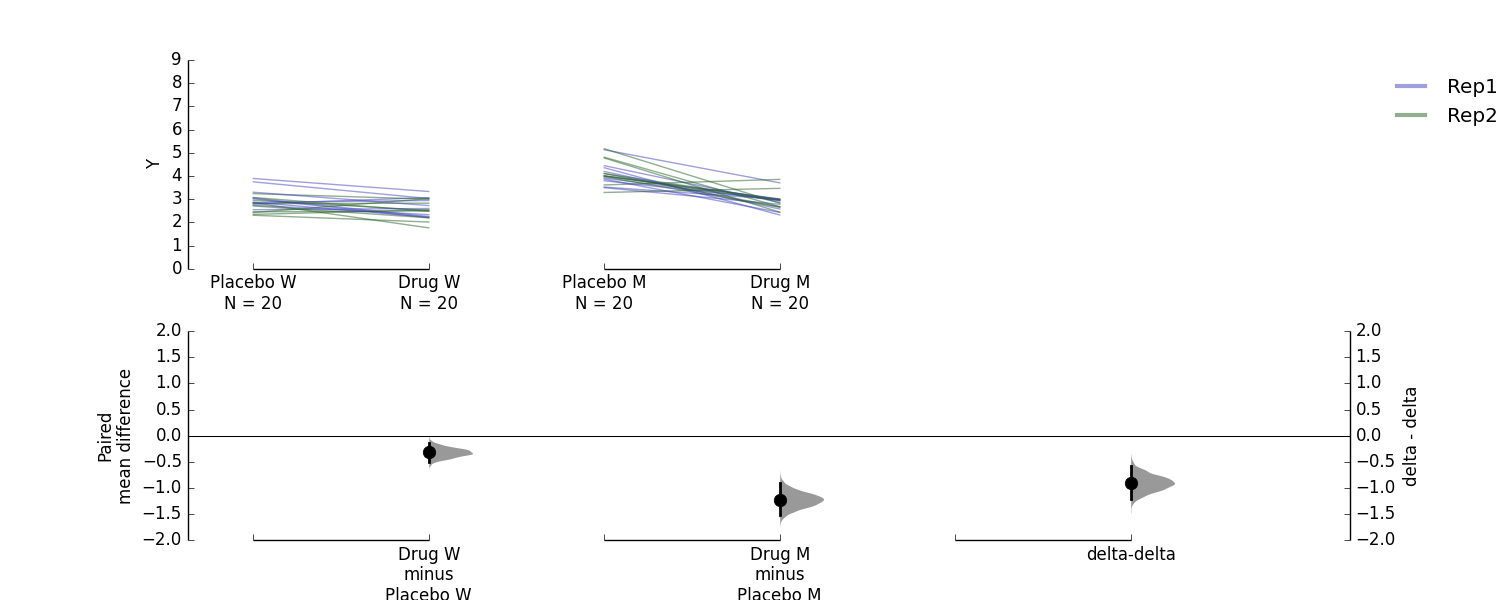 9
8
7
6
5
4
3
2
1
0
Y
Rep1
Rep2
Placebo W
N = 20
Drug W
N = 20
Placebo M
N = 20
Drug M
N = 20
2.0
1.5
1.0
0.5
0.0
−0.5
−1.0
−1.5
−2.0
Paired
mean difference
2.0
1.5
1.0
0.5
0.0
−0.5
−1.0
−1.5
−2.0
delta - delta
Drug W
minus
Placebo W
Drug M
minus
Placebo M
delta-delta